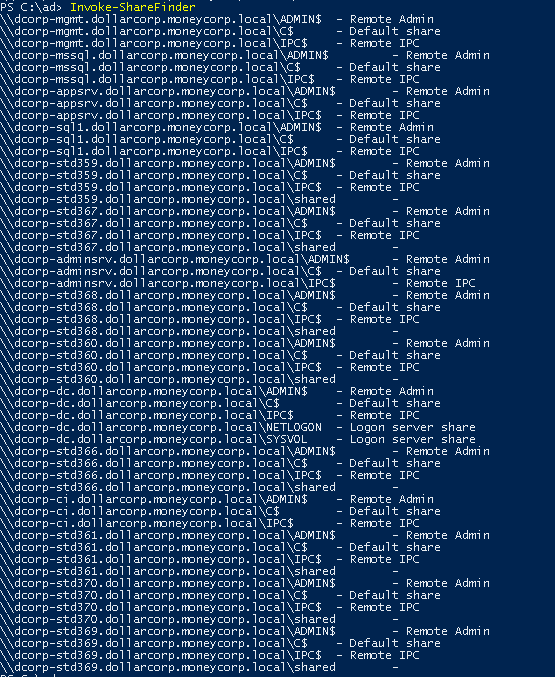 PS C:\ad> Invoke-ShareFinder
\\dcorp-mgmt.dollarcorp.moneycorp.local\ADMIN$ - Remote Admin
\\dcorp-mgmt.dollarcorp.moneycorp.local\C$ - Default share
\\dcorp-mgmt.dollarcorp.moneycorp.local\IPC$ - Remote IPC
\\dcorp-mssql.dollarcorp.moneycorp.local\ADMIN$ - Remote Admin
\\dcorp-mssql.dollarcorp.moneycorp.local\C$ - Default share
\\dcorp-mssql.dollarcorp.moneycorp.local\IPC$ - Remote IPC
\\dcorp-appsrv.dollarcorp.moneycorp.local\ADMIN$ - Remote Admin
\\dcorp-appsrv.dollarcorp.moneycorp.local\C$ - Default share
\\dcorp-appsrv.dollarcorp.moneycorp.local\IPC$ - Remote IPC
\\dcorp-sql1.dollarcorp.moneycorp.local\ADMIN$ - Remote Admin
\\dcorp-sql1.dollarcorp.moneycorp.local\C$ - Default share
\\dcorp-sql1.dollarcorp.moneycorp.local\IPC$ - Remote IPC
\\dcorp-std359.dollarcorp.moneycorp.local\ADMIN$ - Remote Admin
\\dcorp-std359.dollarcorp.moneycorp.local\C$ - Default share
\\dcorp-std359.dollarcorp.moneycorp.local\IPC$ - Remote IPC
\\dcorp-std359.dollarcorp.moneycorp.local\shared -
\\dcorp-std367.dollarcorp.moneycorp.local\ADMIN$ - Remote Admin
\\dcorp-std367.dollarcorp.moneycorp.local\C$ - Default share
\\dcorp-std367.dollarcorp.moneycorp.local\IPC$ - Remote IPC
\\dcorp-std367.dollarcorp.moneycorp.local\shared -
\\dcorp-adminsrv.dollarcorp.moneycorp.local\ADMIN$ - Remote Admin
\\dcorp-adminsrv.dollarcorp.moneycorp.local\C$ - Default share
\\dcorp-adminsrv.dollarcorp.moneycorp.local\IPC$ - Remote IPC
\\dcorp-std368.dollarcorp.moneycorp.local\ADMIN$ - Remote Admin
\\dcorp-std368.dollarcorp.moneycorp.local\C$ - Default share
\\dcorp-std368.dollarcorp.moneycorp.local\IPC$ - Remote IPC
\\dcorp-std368.dollarcorp.moneycorp.local\shared -
\\dcorp-std360.dollarcorp.moneycorp.local\ADMIN$ - Remote Admin
\\dcorp-std360.dollarcorp.moneycorp.local\C$ - Default share
\\dcorp-std360.dollarcorp.moneycorp.local\IPC$ - Remote IPC
\\dcorp-std360.dollarcorp.moneycorp.local\shared -
\\dcorp-dc.dollarcorp.moneycorp.local\ADMIN$ - Remote Admin
\\dcorp-dc.dollarcorp.moneycorp.local\C$ - Default share
\\dcorp-dc.dollarcorp.moneycorp.local\IPC$ - Remote IPC
\\dcorp-dc.dollarcorp.moneycorp.local\NETLOGON - Logon server share
\\dcorp-dc.dollarcorp.moneycorp.local\SYSVOL - Logon server share
\\dcorp-std366.dollarcorp.moneycorp.local\ADMIN$ - Remote Admin
\\dcorp-std366.dollarcorp.moneycorp.local\C$ - Default share
\\dcorp-std366.dollarcorp.moneycorp.local\IPC$ - Remote IPC
\\dcorp-std366.dollarcorp.moneycorp.local\shared -
\\dcorp-ci.dollarcorp.moneycorp.local\ADMIN$ - Remote Admin
\\dcorp-ci.dollarcorp.moneycorp.local\C$ - Default share
\\dcorp-ci.dollarcorp.moneycorp.local\IPC$ - Remote IPC
\\dcorp-std361.dollarcorp.moneycorp.local\ADMIN$ - Remote Admin
\\dcorp-std361.dollarcorp.moneycorp.local\C$ - Default share
\\dcorp-std361.dollarcorp.moneycorp.local\IPC$ - Remote IPC
\\dcorp-std361.dollarcorp.moneycorp.local\shared -
\\dcorp-std370.dollarcorp.moneycorp.local\ADMIN$ - Remote Admin
\\dcorp-std370.dollarcorp.moneycorp.local\C$ - Default share
\\dcorp-std370.dollarcorp.moneycorp.local\IPC$ - Remote IPC
\\dcorp-std370.dollarcorp.moneycorp.local\shared -
\\dcorp-std369.dollarcorp.moneycorp.local\ADMIN$ - Remote Admin
\\dcorp-std369.dollarcorp.moneycorp.local\C$ - Default share
\\dcorp-std369.dollarcorp.moneycorp.local\IPC$ - Remote IPC
\\dcorp-std369.dollarcorp.moneycorp.local\shared -